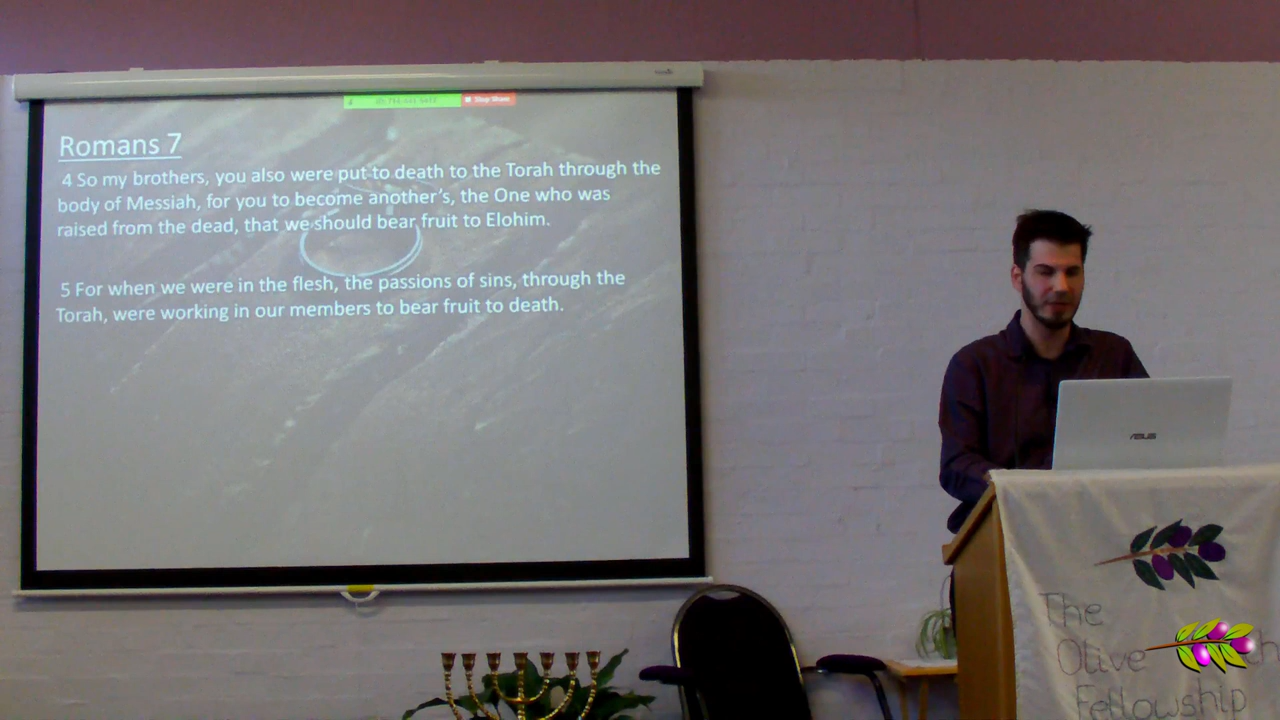 Stop Share
Romans 7
4 So my brothers, you also were put to death to the Torah through the
body of Messiah, for you to become another’s, the One who was
raised from the dead, that we should bear fruit to Elohim.
5 For when we were in the flesh, the passions of sins, through the
Torah, were working in our members to bear fruit to death.
ASUS
The
Olive
Fellowship